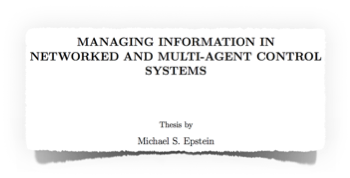 MANAGING INFORMATION IN
NETWORKED AND MULTI-AGENT CONTROL
SYSTEMS
Thesis by
Michael S. Epstein